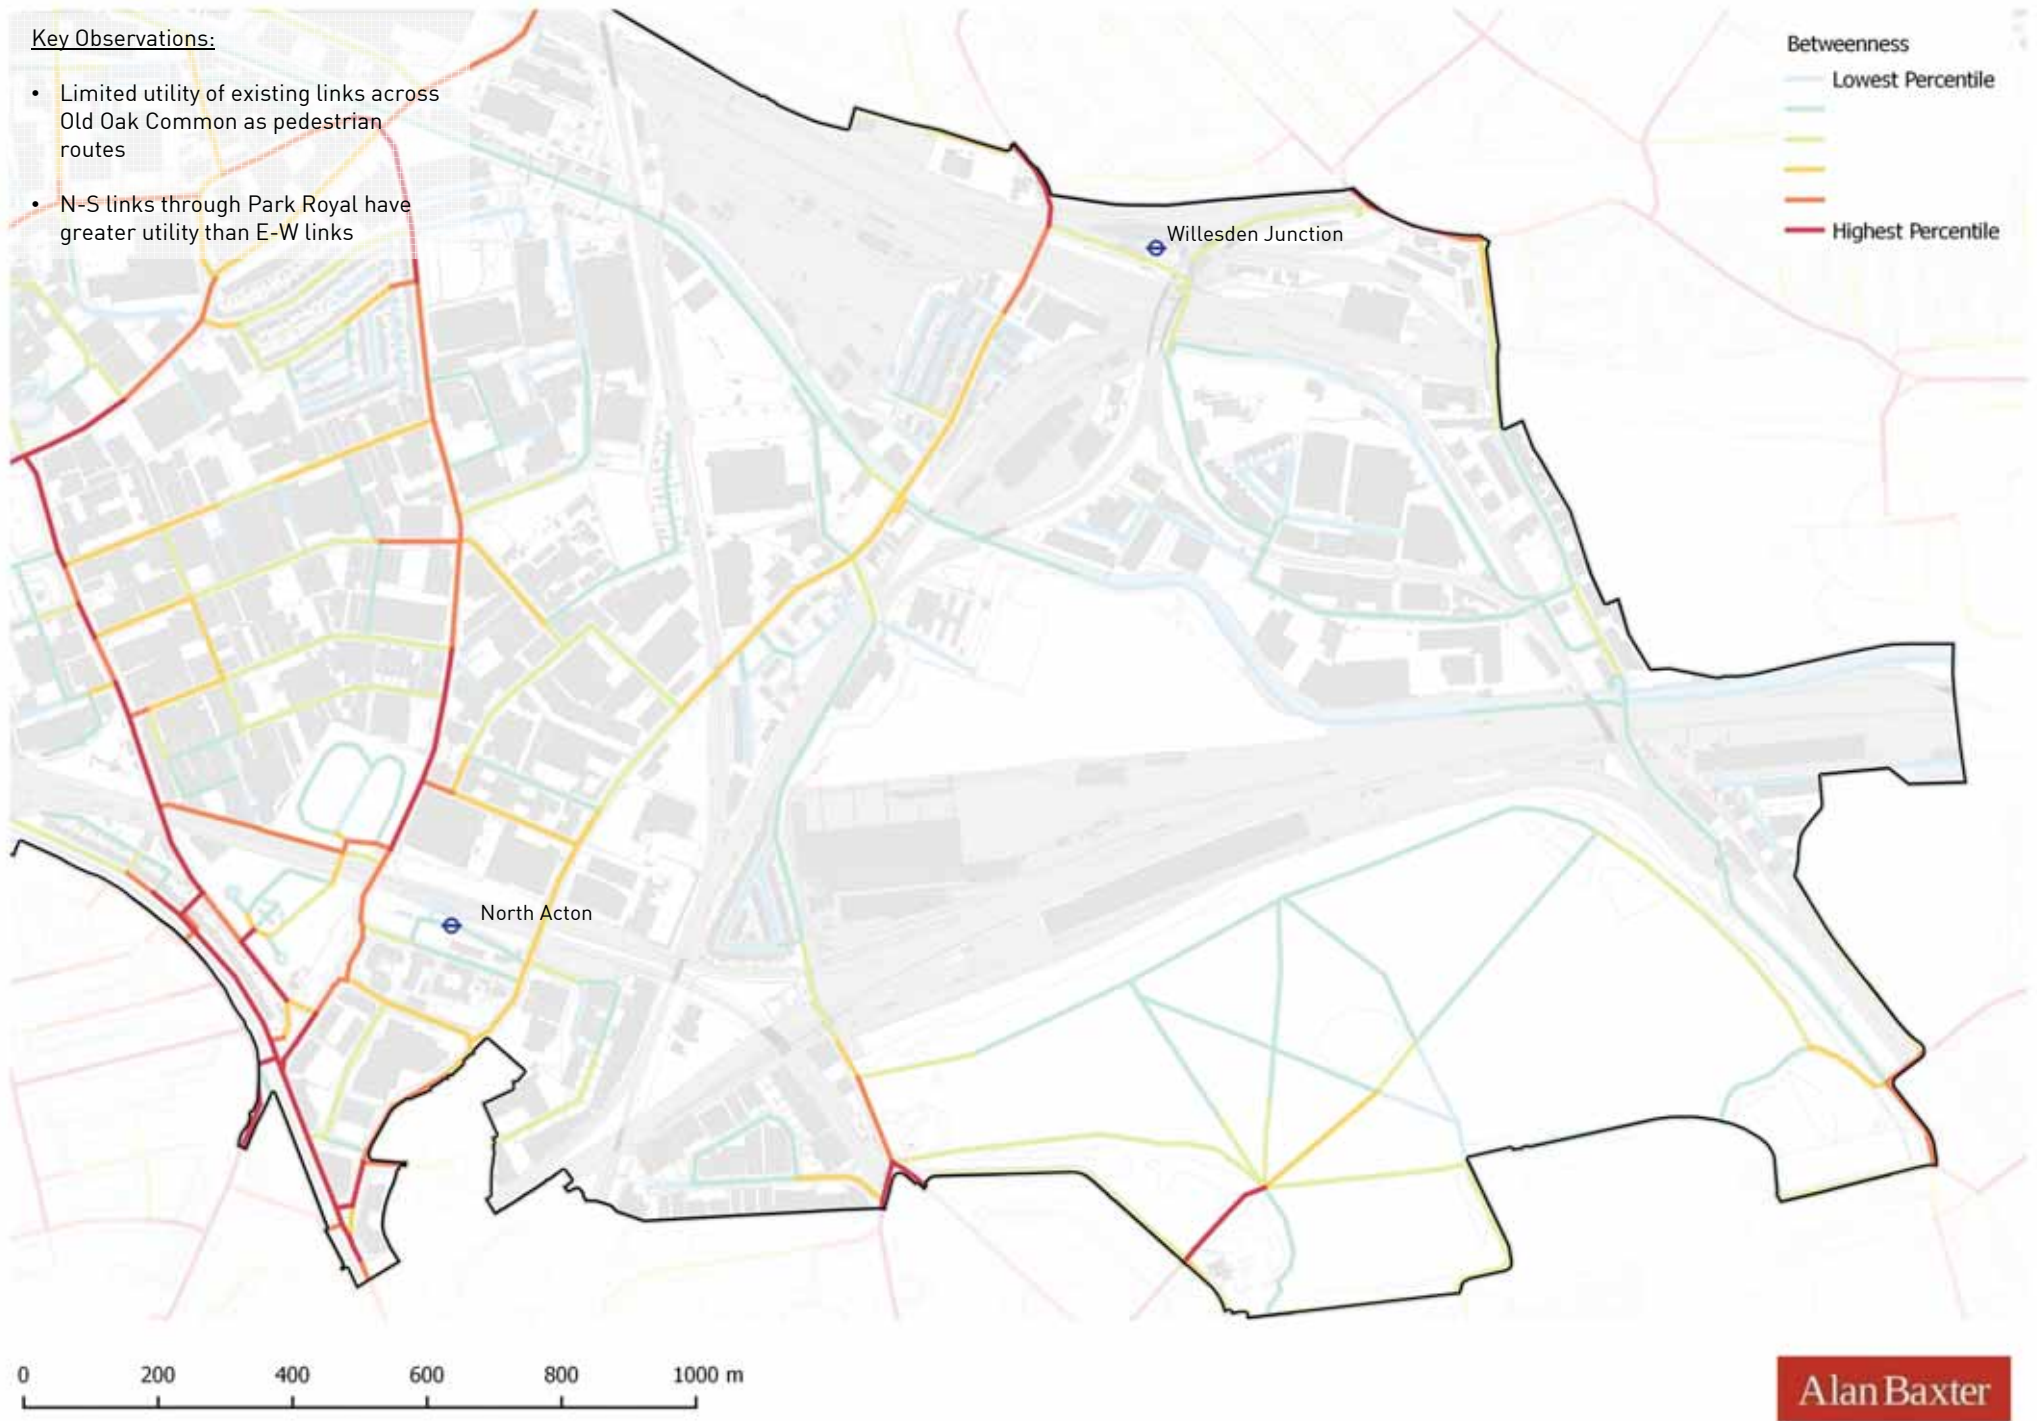 Key Observations:
• Limited utility of existing links across
Old Oak Common as pedestrian
routes
• N-S links through Park Royal have
greater utility than E-W links
Betweenness
Lowest Percentile
Highest Percentile
Willesden Junction
North Acton
0 200 400 600 800 1000 m
Alan Baxter